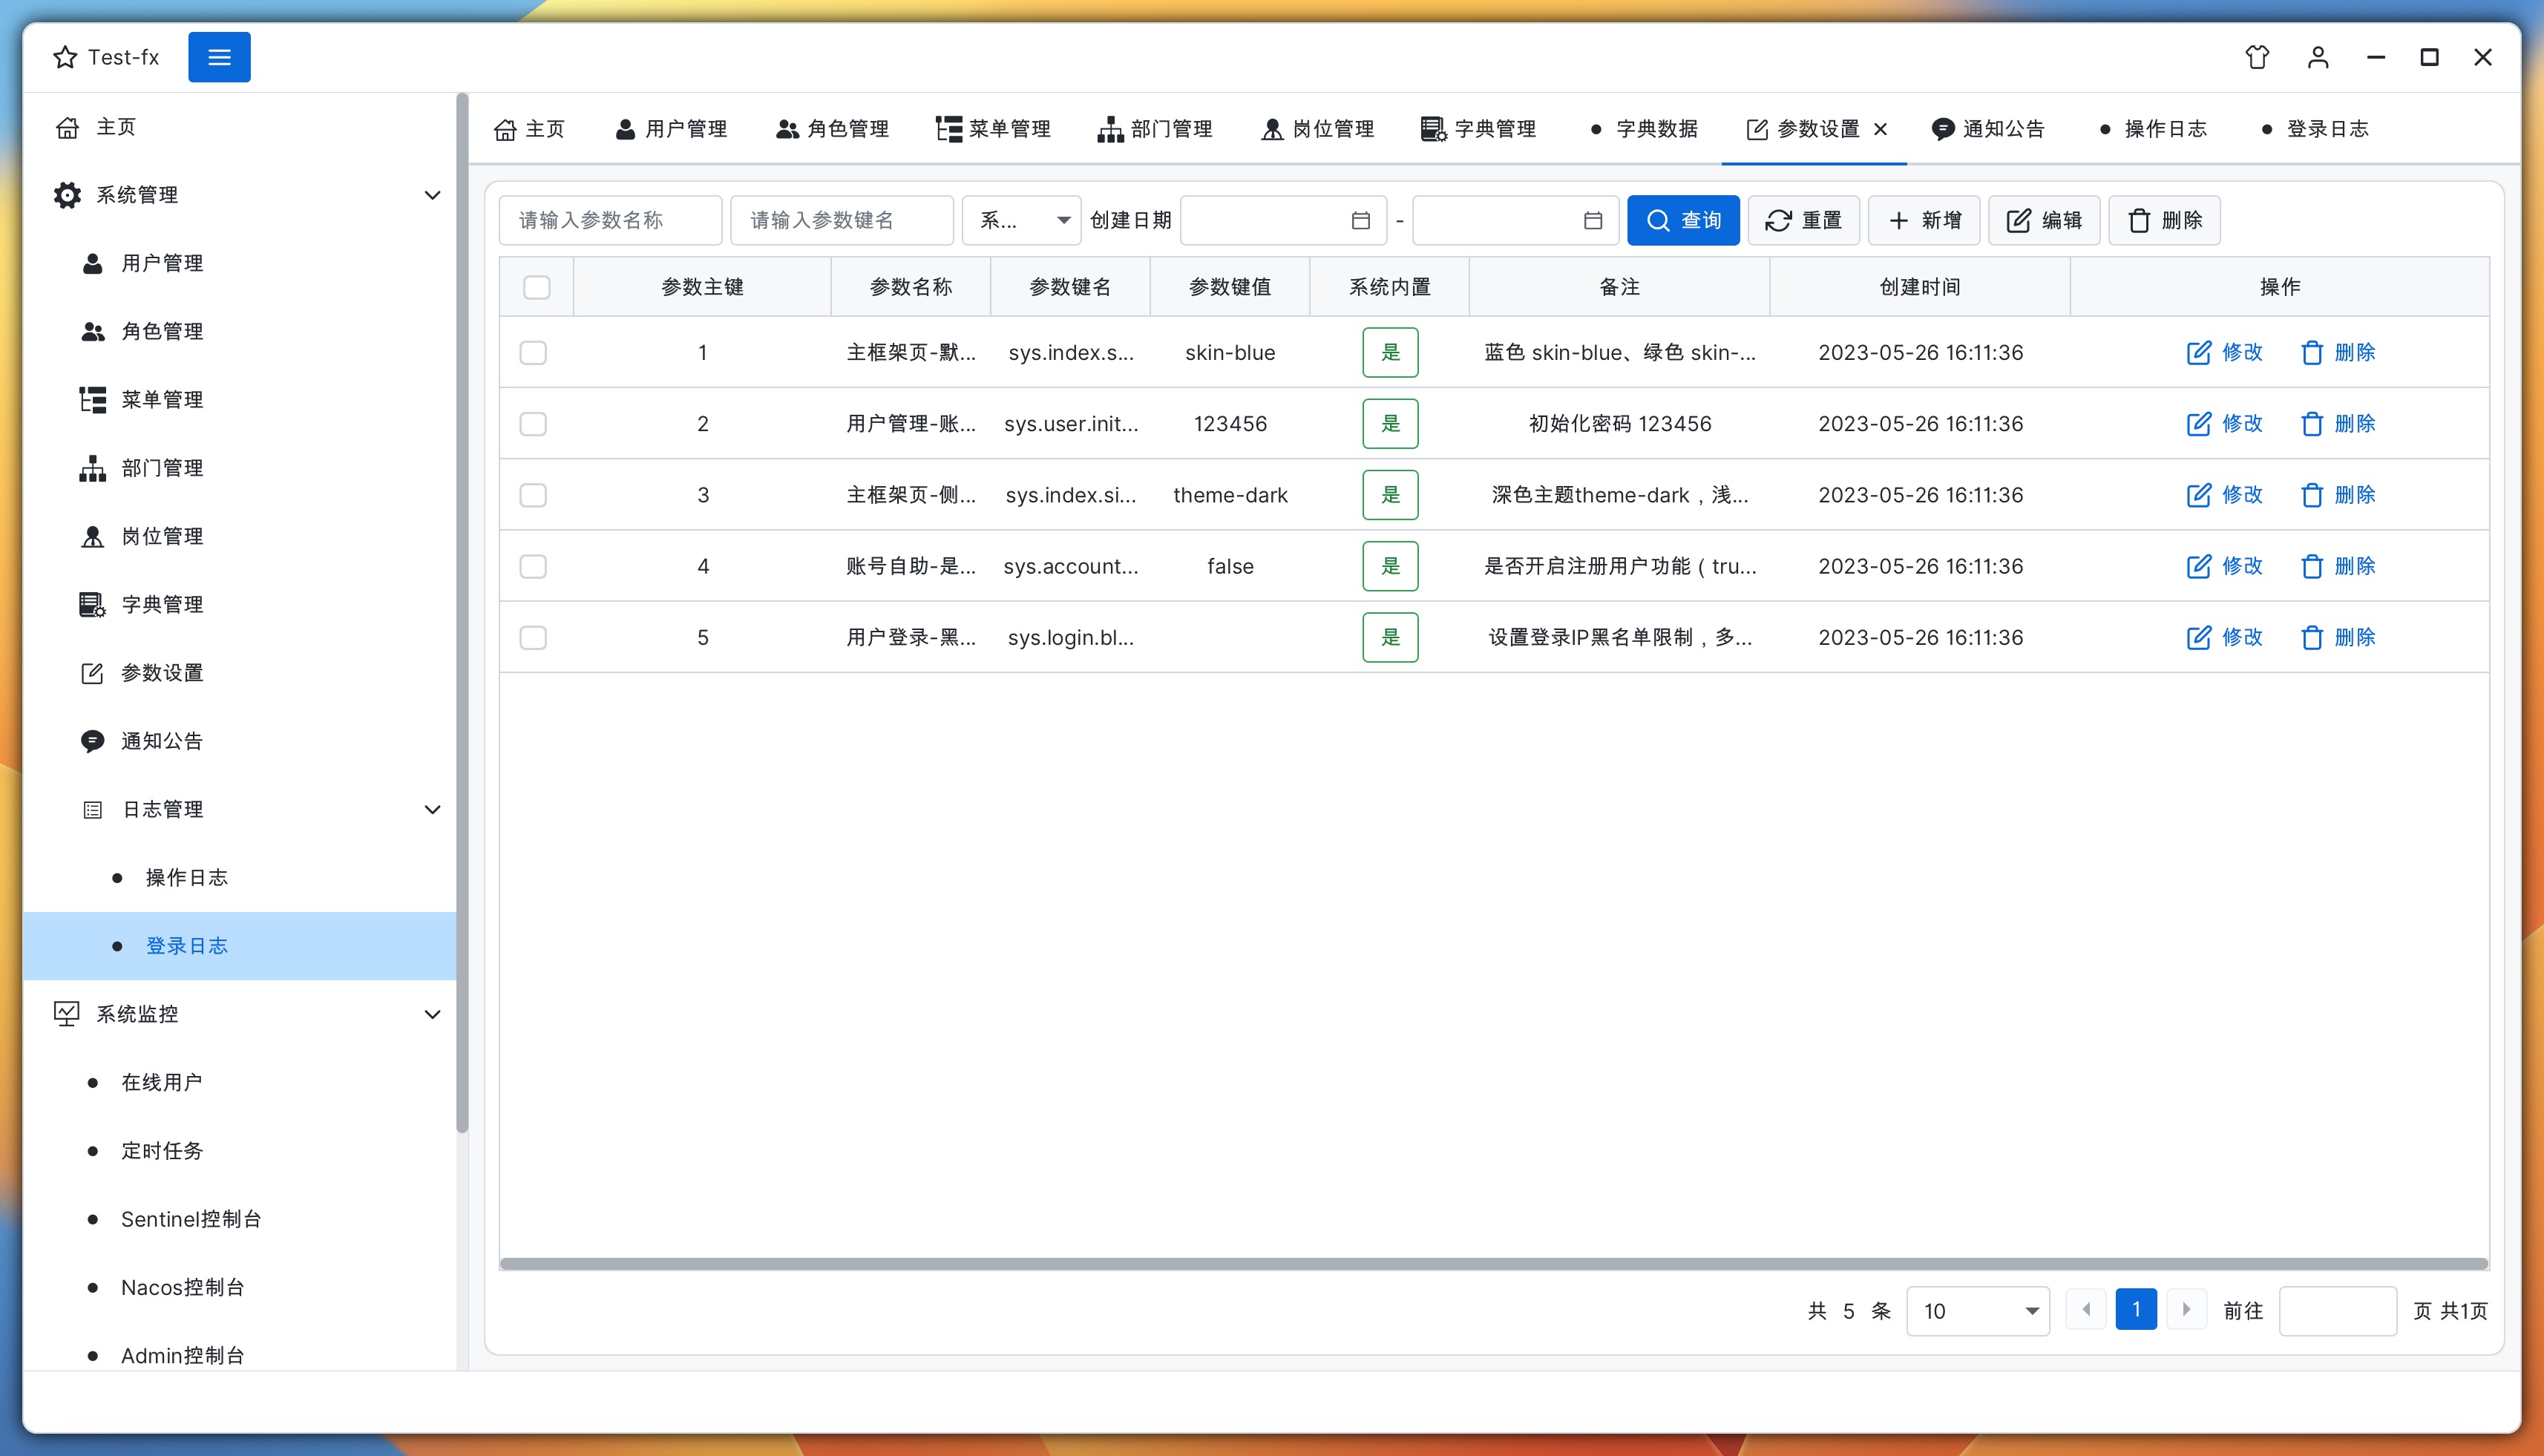 Test-fx
主页
系统管理
用户管理
角色管理
菜单管理
部门管理
岗位管理
字典管理
参数设置
通知公告
日志管理
操作日志
登录日志
系统监控
在线用户
定时任务
Sentinel控制台
Nacos控制台
Admin控制台
主页 用户管理 角色管理 菜单管理 部门管理 岗位管理 字典管理 字典数据 参数设置 通知公告 操作日志 登录日志
请输入参数名称 请输入参数键名 系... 创建日期 - 查询 重置 新增 编辑 删除
参数主键 参数名称 参数键名 参数键值 系统内置 备注 创建时间 操作
1 主框架页-默... sys.index.s... skin-blue 是 蓝色 skin-blue、绿色 skin-... 2023-05-26 16:11:36 修改 删除
2 用户管理-账... sys.user.init... 123456 是 初始化密码 123456 2023-05-26 16:11:36 修改 删除
3 主框架页-侧... sys.index.si... theme-dark 是 深色主题theme-dark，浅... 2023-05-26 16:11:36 修改 删除
4 账号自助-是... sys.account... false 是 是否开启注册用户功能（tru... 2023-05-26 16:11:36 修改 删除
5 用户登录-黑... sys.login.bl... 是 设置登录IP黑名单限制，多... 2023-05-26 16:11:36 修改 删除
共 5 条 10 1 前往 页 共1页